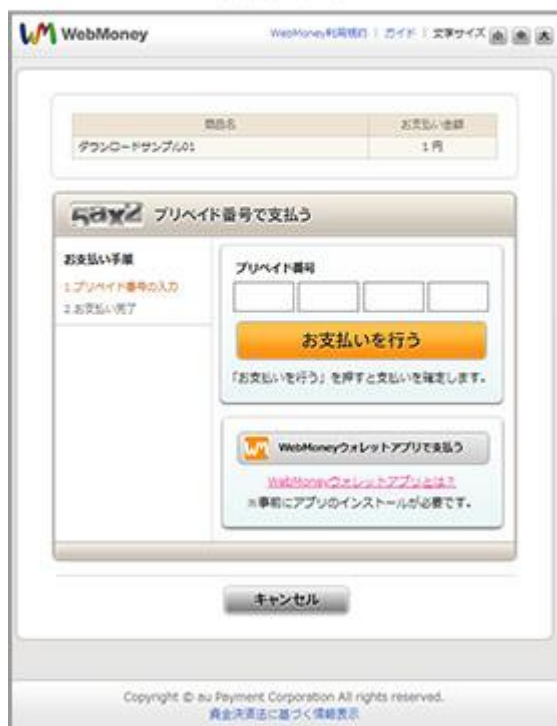 WebMoney
WebMoney利用規約 | ガイド | 文字サイズ 小 中 大
商品名 お支払い金額
ダウンロードサンプル01 1円
プリペイド番号で支払う
お支払い手順
1.プリペイド番号の入力
2.お支払い完了
プリペイド番号
お支払いを行う
「お支払いを行う」を押すと支払いを確定します。
WebMoneyウォレットアプリで支払う
WebMoneyウォレットアプリとは?
※事前にアプリのインストールが必要です。
キャンセル
Copyright © au Payment Corporation All rights reserved.
資金決済法に基づく情報表示